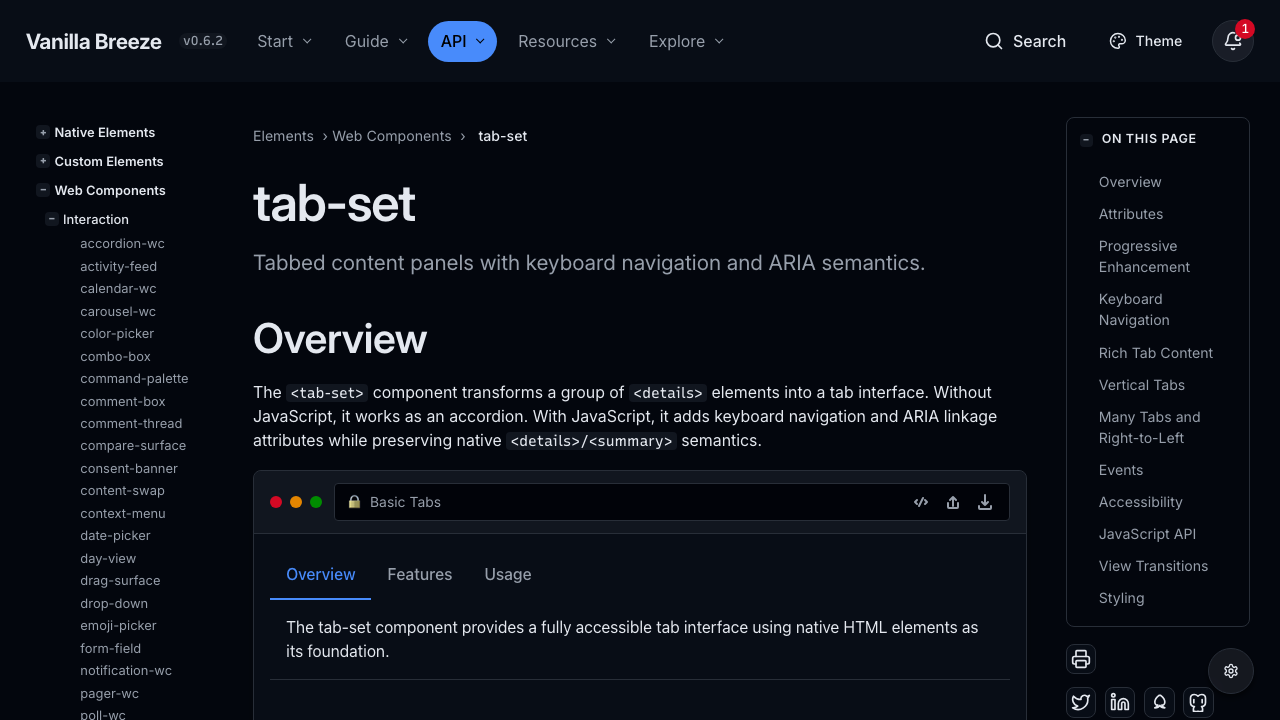 Vanilla Breeze v0.6.2 Start Guide API Resources Explore Search Theme 1
+ Native Elements
+ Custom Elements
− Web Components
− Interaction
accordion-wc
activity-feed
calendar-wc
carousel-wc
color-picker
combo-box
command-palette
comment-box
comment-thread
compare-surface
consent-banner
content-swap
context-menu
date-picker
day-view
drag-surface
drop-down
emoji-picker
form-field
notification-wc
pager-wc
poll-wc
Elements › Web Components › tab-set
tab-set
Tabbed content panels with keyboard navigation and ARIA semantics.
Overview
The <tab-set> component transforms a group of <details> elements into a tab interface. Without
JavaScript, it works as an accordion. With JavaScript, it adds keyboard navigation and ARIA linkage
attributes while preserving native <details>/<summary> semantics.
Basic Tabs
Overview Features Usage
The tab-set component provides a fully accessible tab interface using native HTML elements as
its foundation.
− ON THIS PAGE
Overview
Attributes
Progressive
Enhancement
Keyboard
Navigation
Rich Tab Content
Vertical Tabs
Many Tabs and
Right-to-Left
Events
Accessibility
JavaScript API
View Transitions
Styling